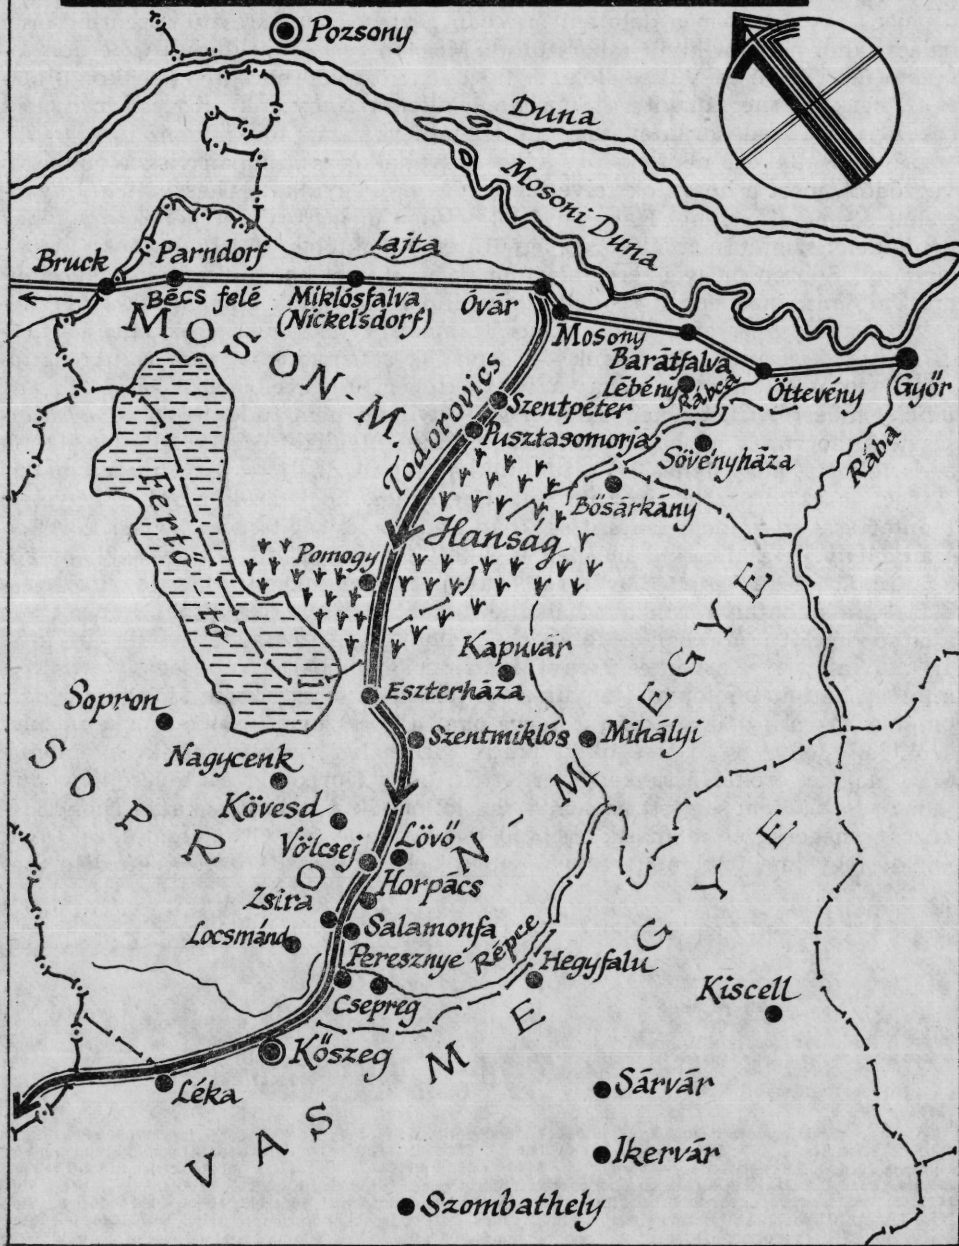 Pozsony
Duna
Mosoni Duna
Lajta
Bruck
Parndorf
Bécs felé
Miklósfalva
(Nickelsdorf)
Óvár
Mosony
Barátfalva
Lébény
Rábca
Öttevény
Győr
MOSON-M
Todorovics
Szentpéter
Pusztasomorja
Sövényháza
Rába
Bősárkány
Fertő tó
Hanság
Pomogy
Kapuvár
Eszterháza
Sopron
Szentmiklós
Mihályi
Nagycenk
Kövesd
Lövő
Völcsej
Horpács
Zsira
Salamonfa
Locsmánd
Peresznye
Répce
Hegyfalu
Csepreg
Kiscell
SOPRON-MEGYE
Kőszeg
Léka
Sárvár
VAS MEGYE
Ikervár
Szombathely